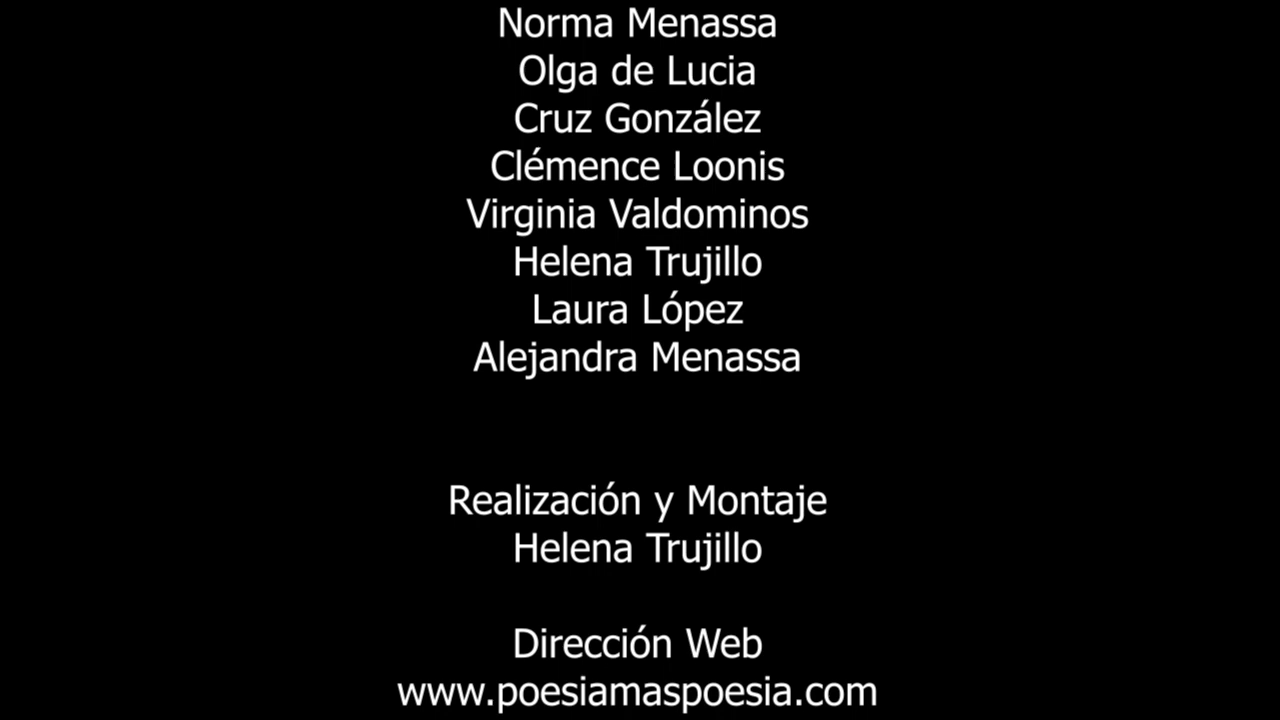 Norma Menassa
Olga de Lucia
Cruz González
Clémence Loonis
Virginia Valdominos
Helena Trujillo
Laura López
Alejandra Menassa
Realización y Montaje
Helena Trujillo
Dirección Web
www.poesiamaspoesia.com